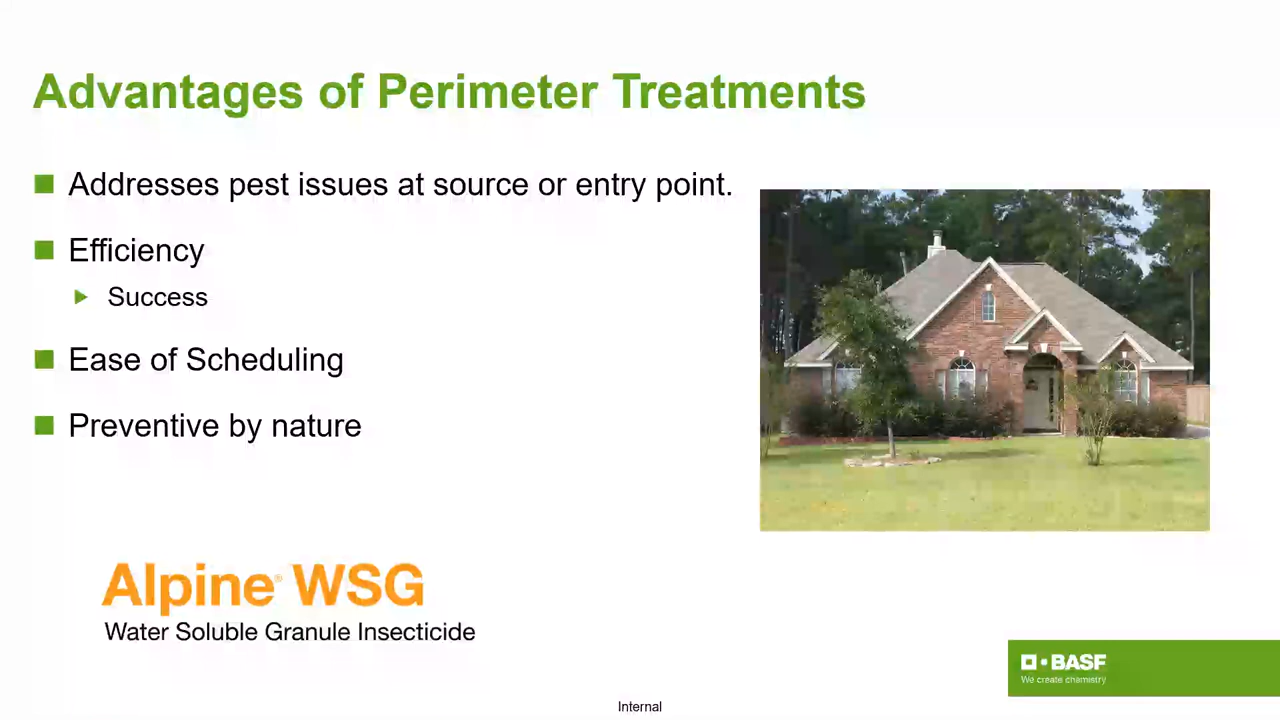 Advantages of Perimeter Treatments
Addresses pest issues at source or entry point.
Efficiency
Success
Ease of Scheduling
Preventive by nature
Alpine® WSG
Water Soluble Granule Insecticide
BASF
We create chemistry
Internal